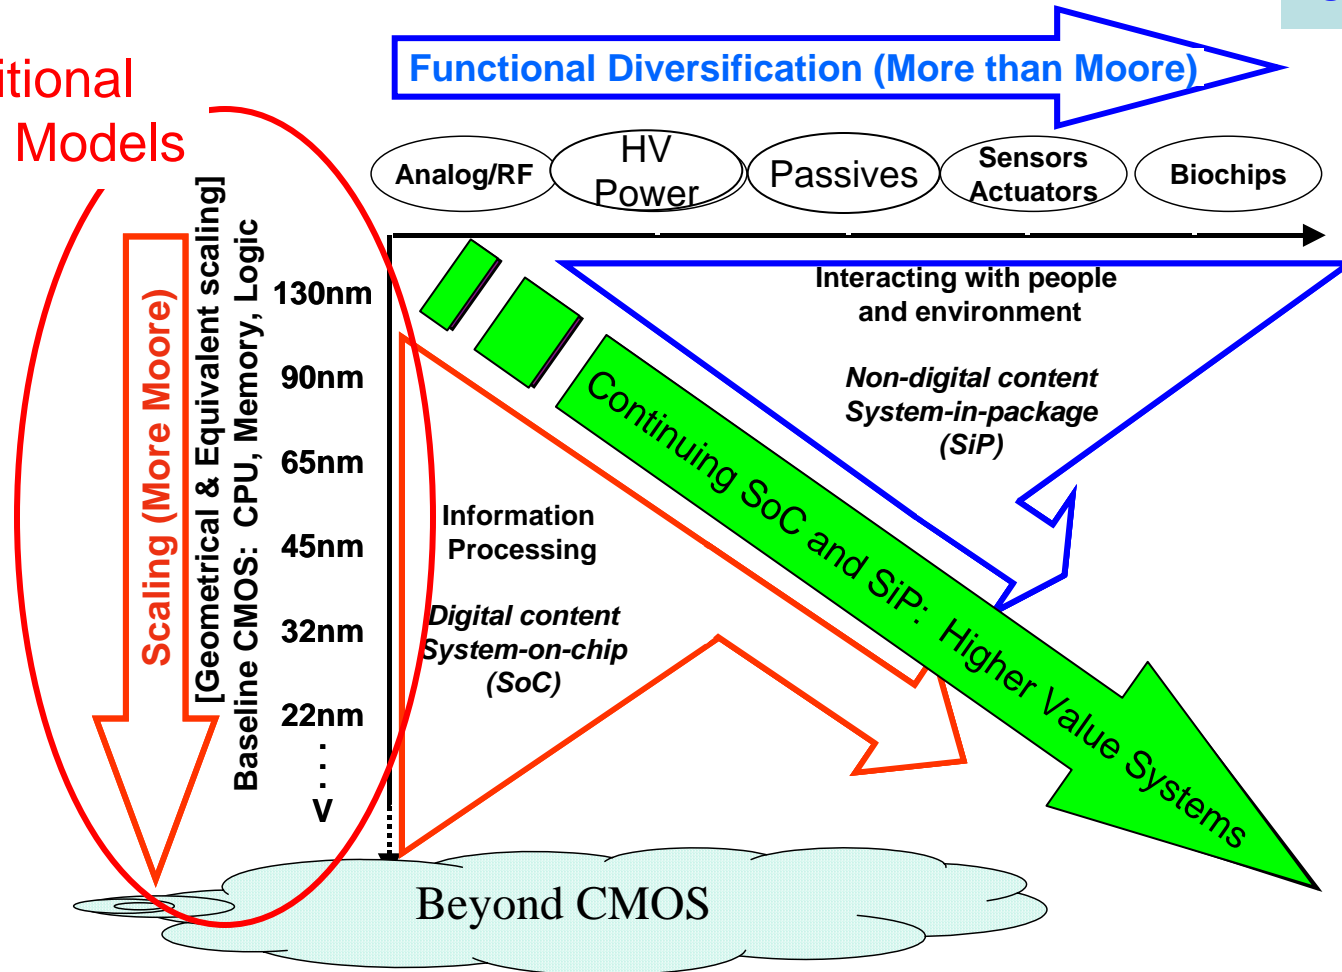 Functional Diversification (More than Moore)
itional
Models
Analog/RF
HV
Power
Passives
Sensors
Actuators
Biochips
Scaling (More Moore)
[Geometrical & Equivalent scaling]
Baseline CMOS: CPU, Memory, Logic
130nm
90nm
65nm
45nm
32nm
22nm
V
Interacting with people
and environment
Non-digital content
System-in-package
(SiP)
Information
Processing
Digital content
System-on-chip
(SoC)
Continuing SoC and SiP: Higher Value Systems
Beyond CMOS